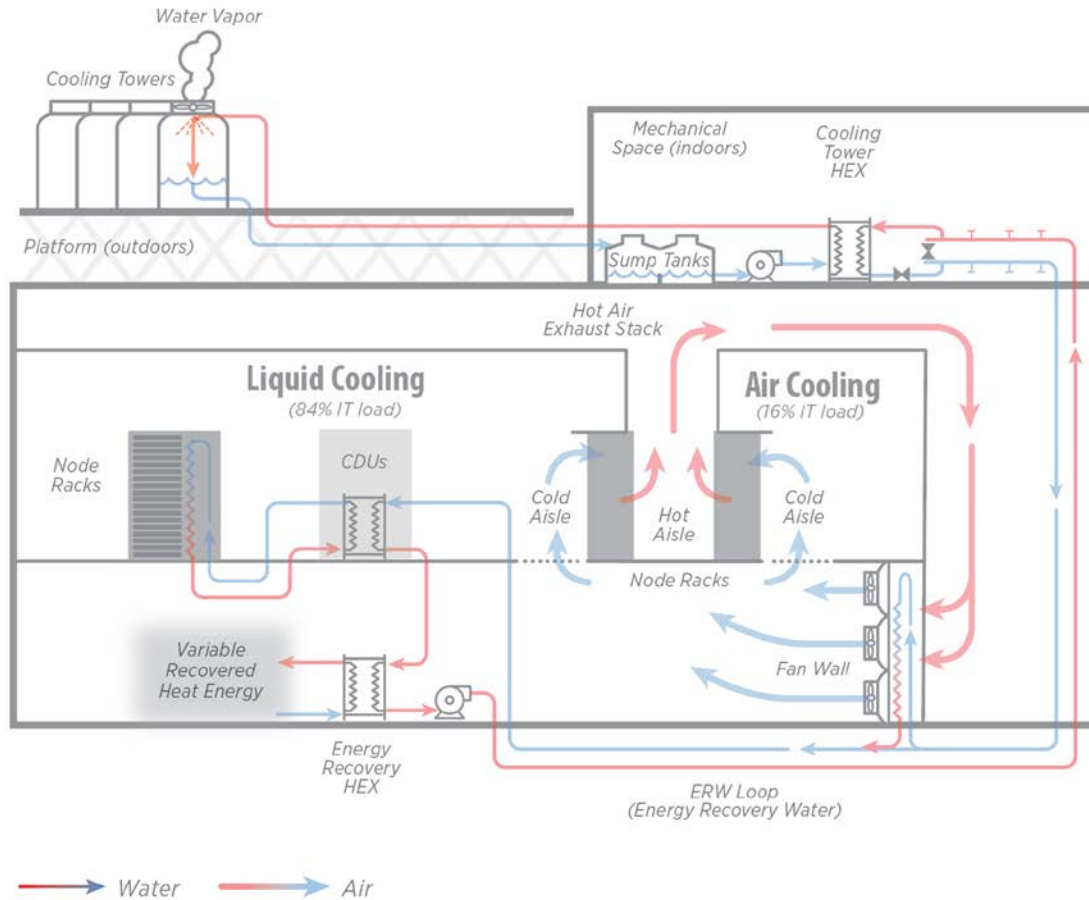 Water Vapor
Cooling Towers
Mechanical
Space (indoors)
Cooling
Tower
HEX
Platform (outdoors)
Sump Tanks
Hot Air
Exhaust Stack
Liquid Cooling
(84% IT load)
Air Cooling
(16% IT load)
Node
Racks
CDUs
Cold
Aisle
Hot
Aisle
Cold
Aisle
Node Racks
Variable
Recovered
Heat Energy
Fan Wall
Energy
Recovery
HEX
ERW Loop
(Energy Recovery Water)
Water
Air